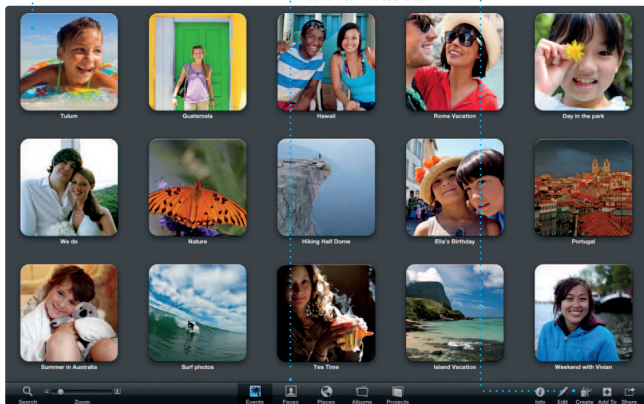 Tulum
Guatemala
Hawaii
Rome Vacation
Day in the park
We do
Nature
Hiking Half Dome
Ella's Birthday
Portugal
Summer in Australia
Surf photos
Tea Time
Island Vacation
Weekend with Vivian
Search
Zoom
Events
Faces
Places
Albums
Projects
Info
Edit
Create
Add To
Share